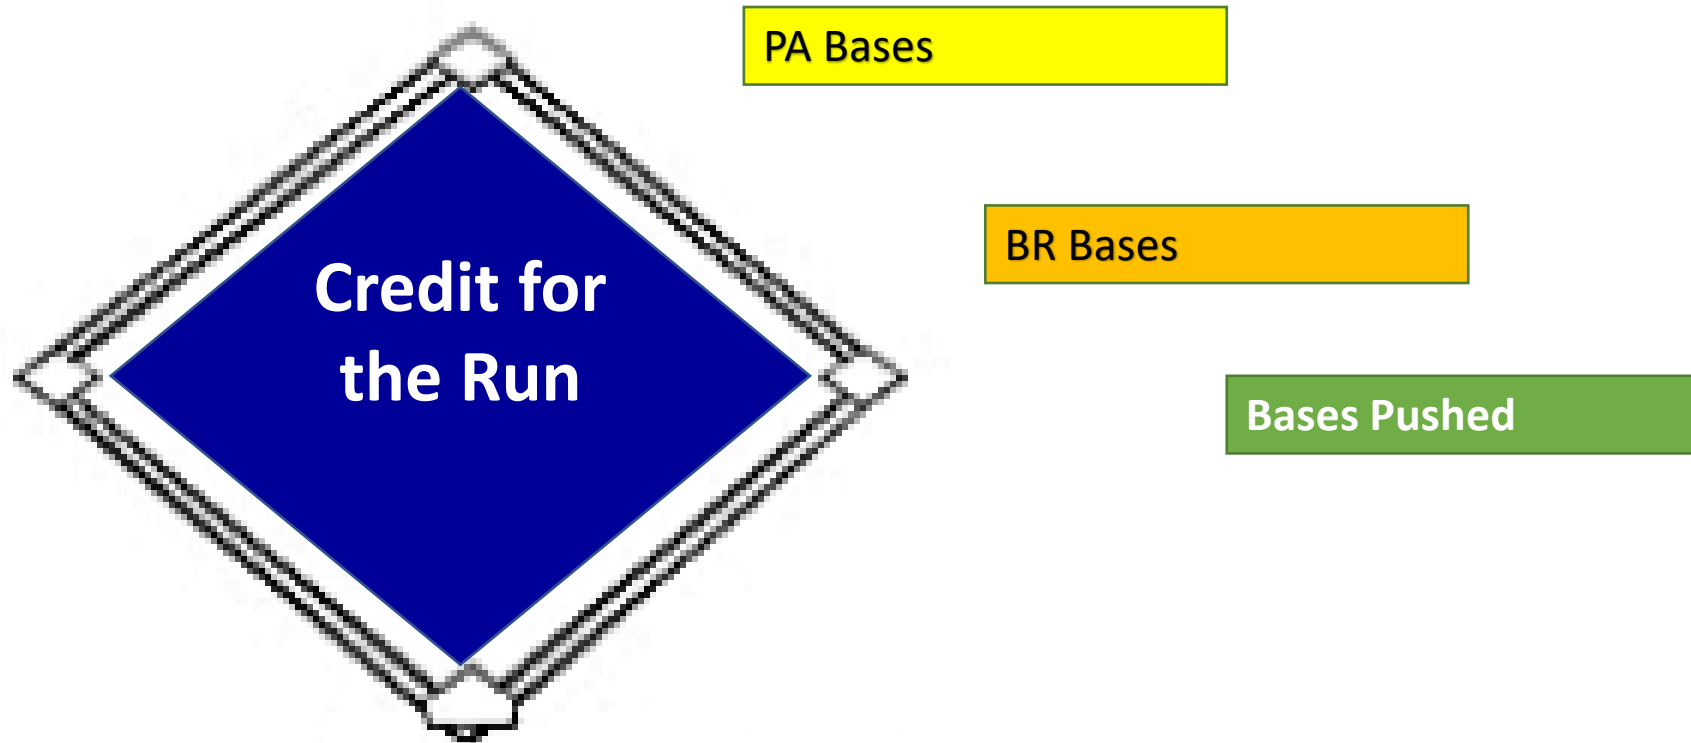 PA Bases
BR Bases
Credit for
the Run
Bases Pushed